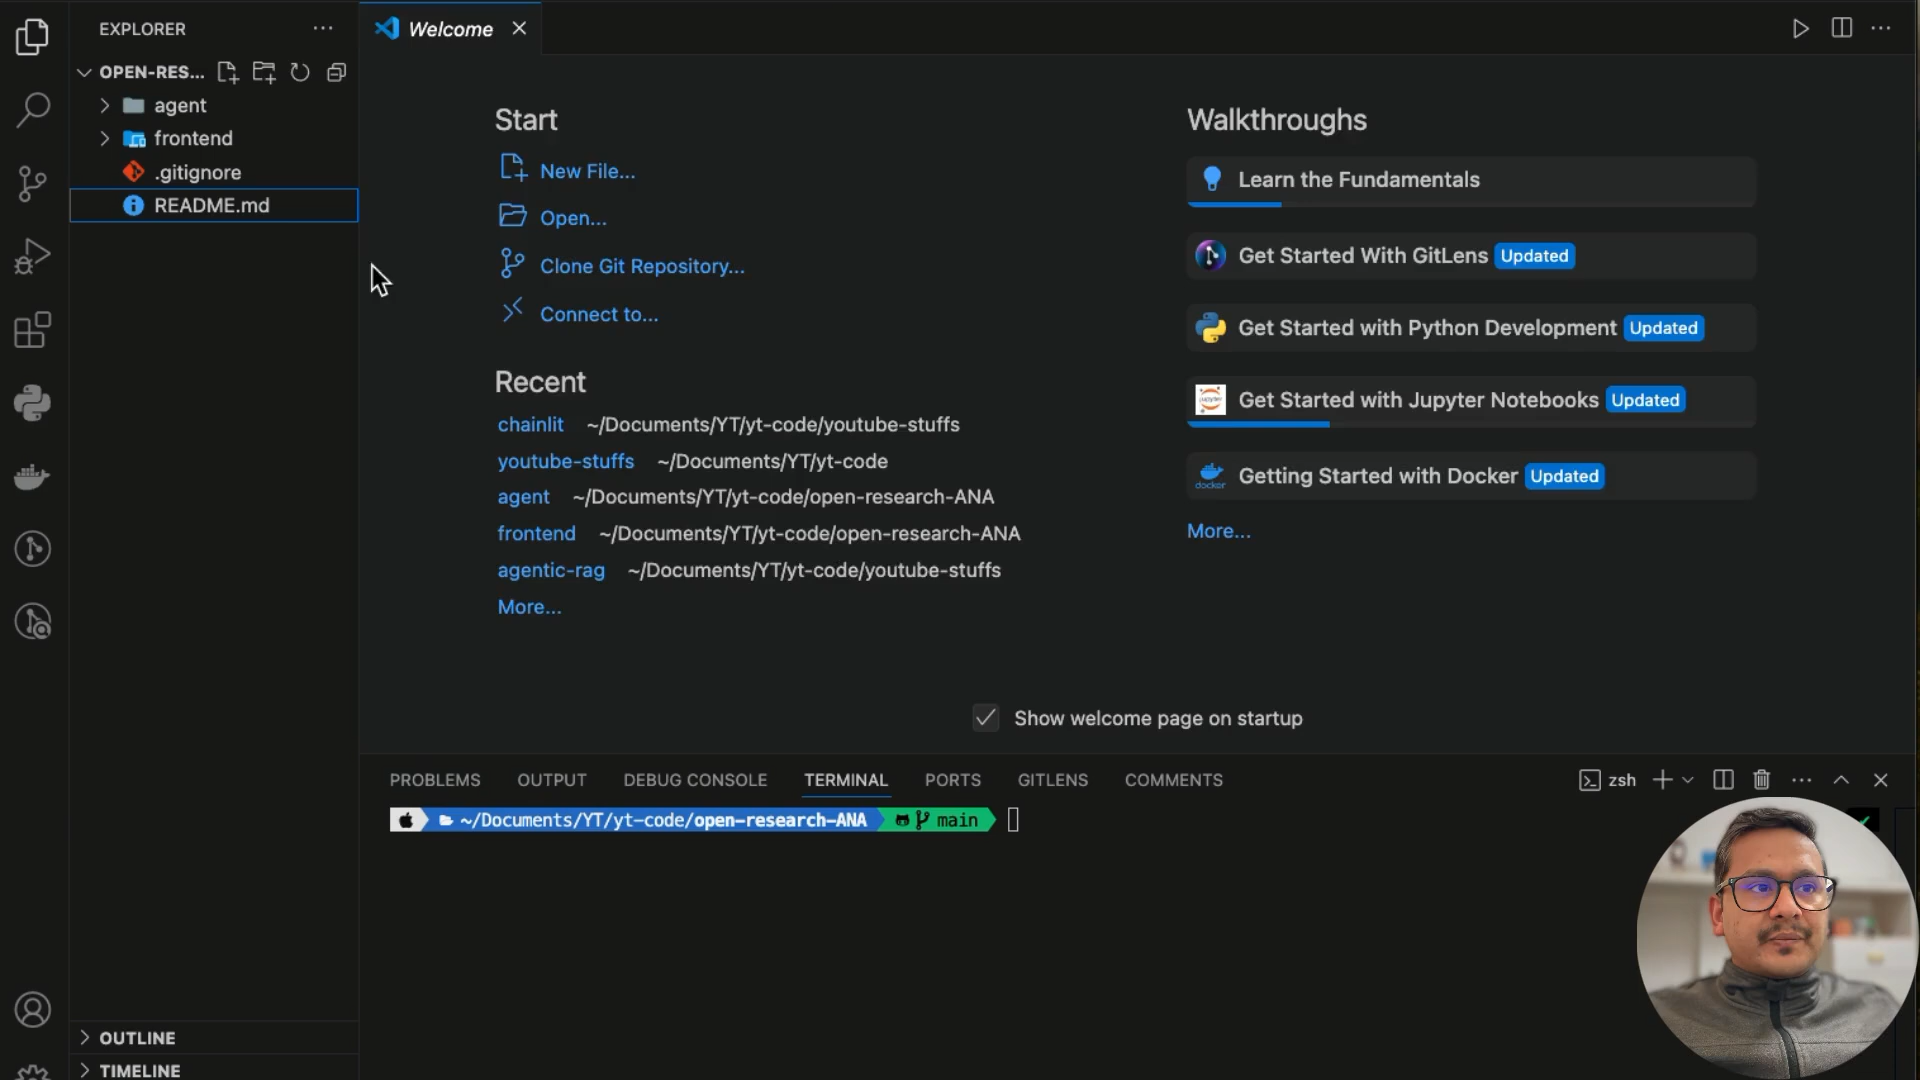 EXPLORER
OPEN-RES...
agent
frontend
.gitignore
README.md
OUTLINE
TIMELINE
Welcome
Start
New File...
Open...
Clone Git Repository...
Connect to...
Recent
chainlit ~/Documents/YT/yt-code/youtube-stuffs
youtube-stuffs ~/Documents/YT/yt-code
agent ~/Documents/YT/yt-code/open-research-ANA
frontend ~/Documents/YT/yt-code/open-research-ANA
agentic-rag ~/Documents/YT/yt-code/youtube-stuffs
More...
Walkthroughs
Learn the Fundamentals
Get Started With GitLens Updated
Get Started with Python Development Updated
Get Started with Jupyter Notebooks Updated
Getting Started with Docker Updated
More...
Show welcome page on startup
PROBLEMS OUTPUT DEBUG CONSOLE TERMINAL PORTS GITLENS COMMENTS zsh
~/Documents/YT/yt-code/open-research-ANA main